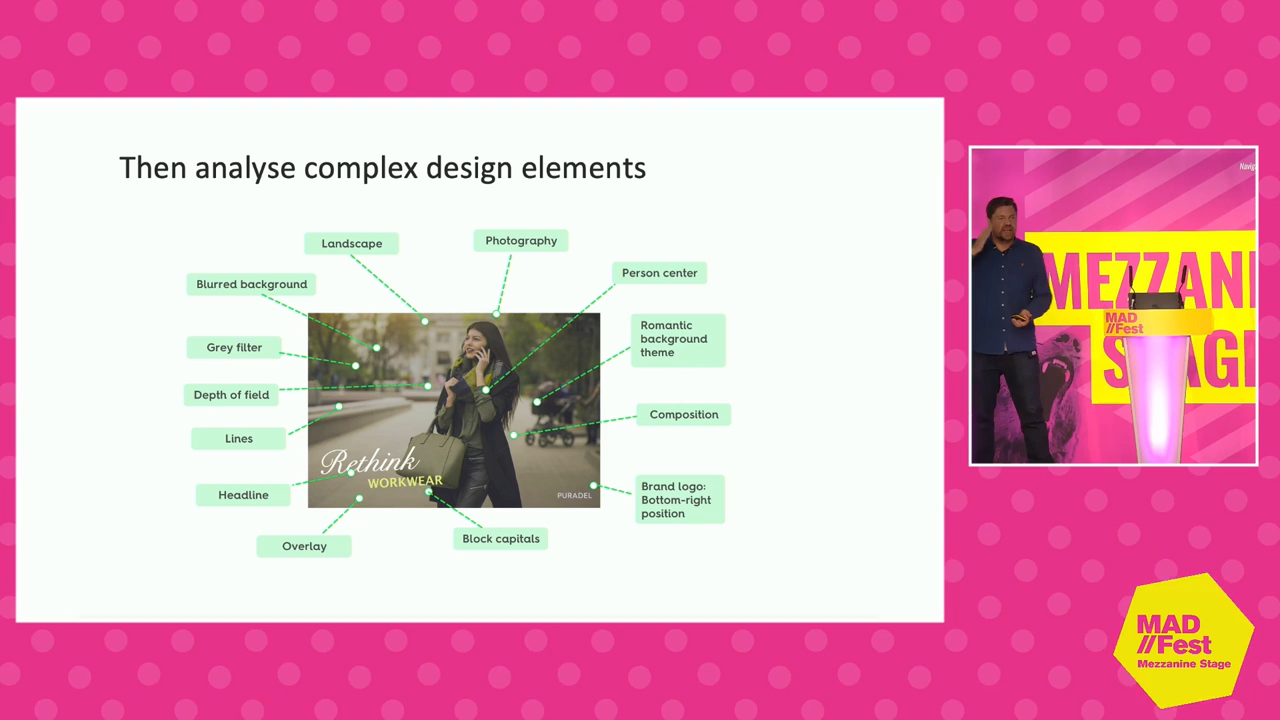 Then analyse complex design elements
Landscape
Photography
Blurred background
Person center
Grey filter
Romantic
background
theme
Depth of field
Composition
Lines
Headline
Brand logo:
Bottom-right
position
Overlay
Block capitals
Rethink
WORKWEAR
PURADEL
MEZZANI
STAGE
MAD
//Fest
MAD
//Fest
Mezzanine Stage